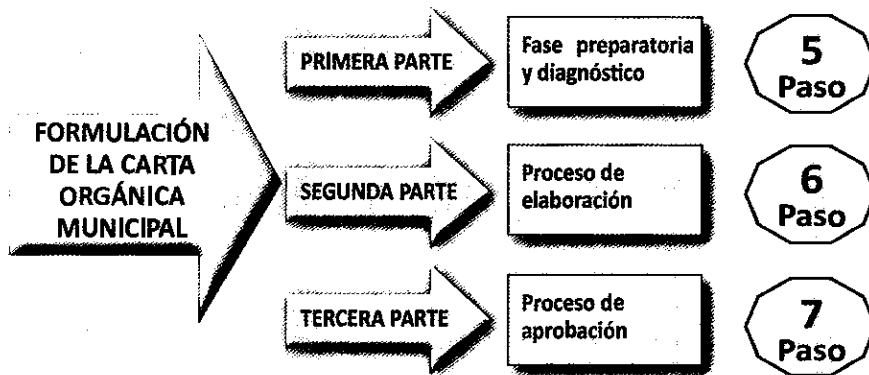 FORMULACIÓN
DE LA CARTA
ORGÁNICA
MUNICIPAL
PRIMERA PARTE
Fase preparatoria
y diagnóstico
5
Paso
SEGUNDA PARTE
Proceso de
elaboración
6
Paso
TERCERA PARTE
Proceso de
aprobación
7
Paso